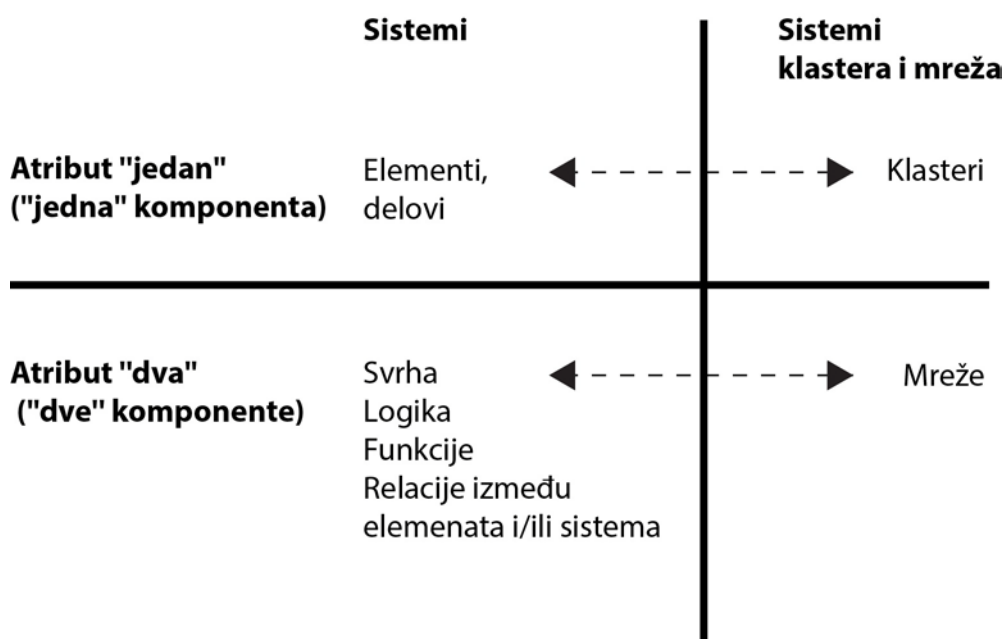 Sistemi
Sistemi
klastera i mreža
Atribut "jedan"
("jedna" komponenta)
Elementi,
delovi
Klasteri
Atribut "dva"
("dve" komponente)
Svrha
Logika
Funkcije
Relacije između
elemenata i/ili sistema
Mreže